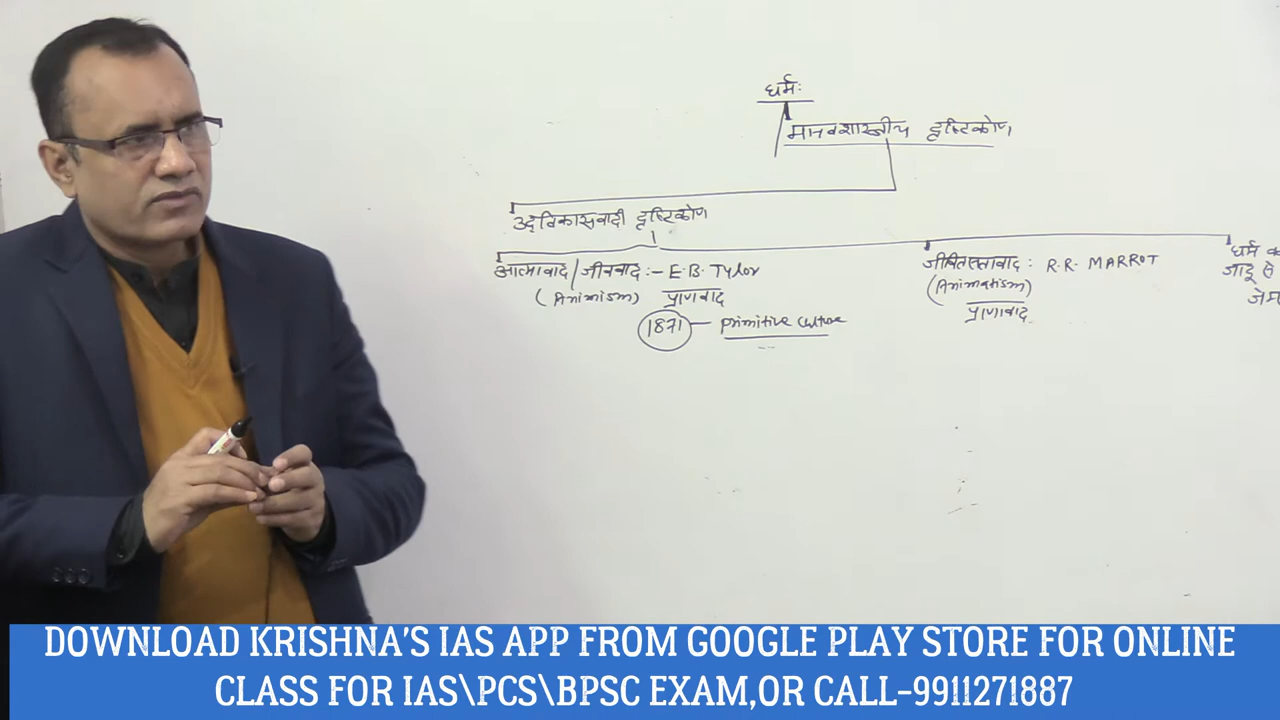 धर्मः
मानवशास्त्रीय दृष्टिकोण
उद्दविकासवादी दृष्टिकोण
आत्मावाद / जीववाद :- E.B. Tylor
(Animism) प्राणवाद
1871 — Primitive culture
जीवितसत्तावाद : R.R. MARROT
(Animatism)
प्राणावाद
धर्म
जादू से
DOWNLOAD KRISHNA'S IAS APP FROM GOOGLE PLAY STORE FOR ONLINE
CLASS FOR IAS\PCS\BPSC EXAM,OR CALL-9911271887